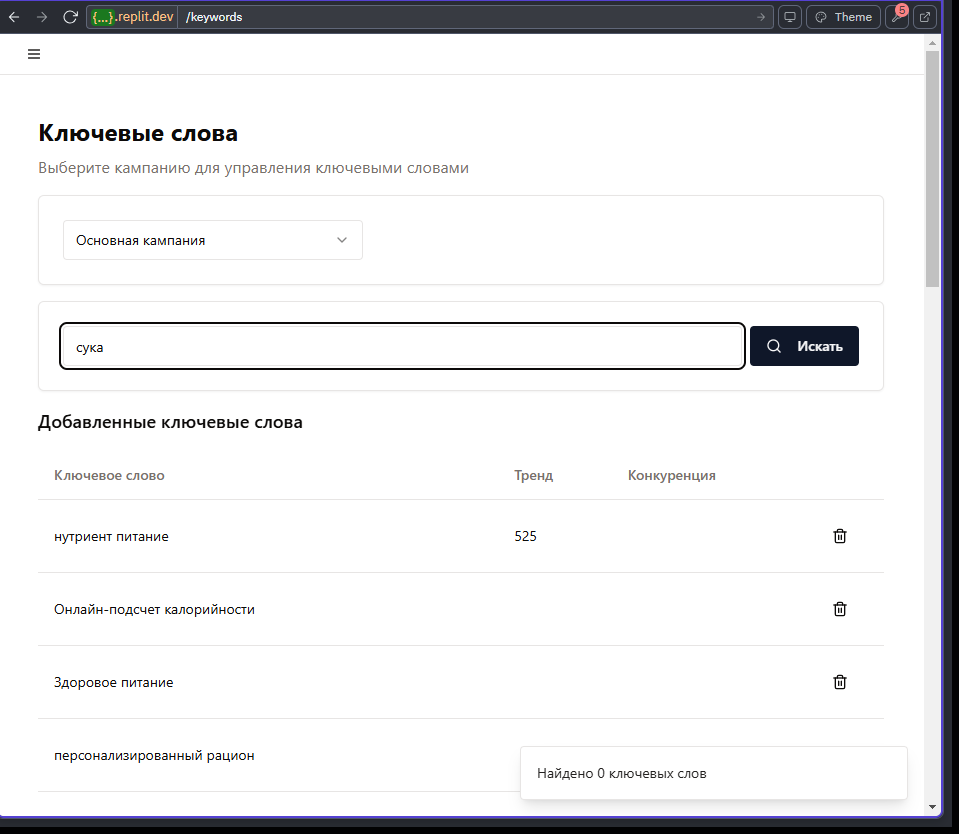 {...}.replit.dev /keywords Theme 5
Ключевые слова
Выберите кампанию для управления ключевыми словами
Основная кампания
сука Искать
Добавленные ключевые слова
Ключевое слово Тренд Конкуренция
нутриент питание 525
Онлайн-подсчет калорийности
Здоровое питание
персонализированный рацион
Найдено 0 ключевых слов